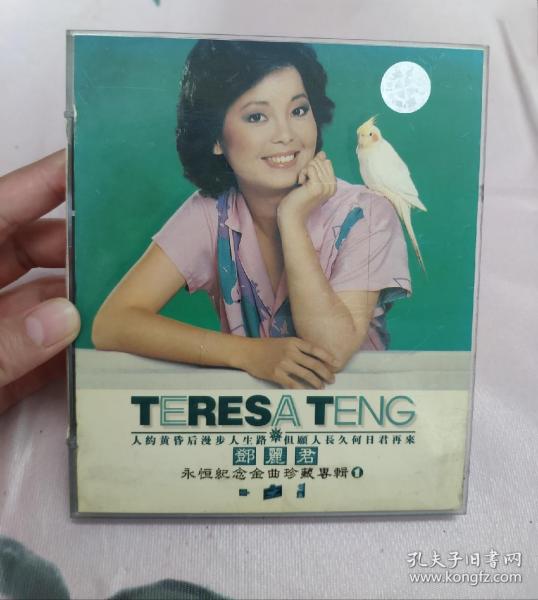 TERESA TENG
人約黄昏后漫步人生路 但願人長久何日君再來
鄧麗君
永恒紀念金曲珍藏專輯 1
孔夫子旧书网
www.kongfz.com